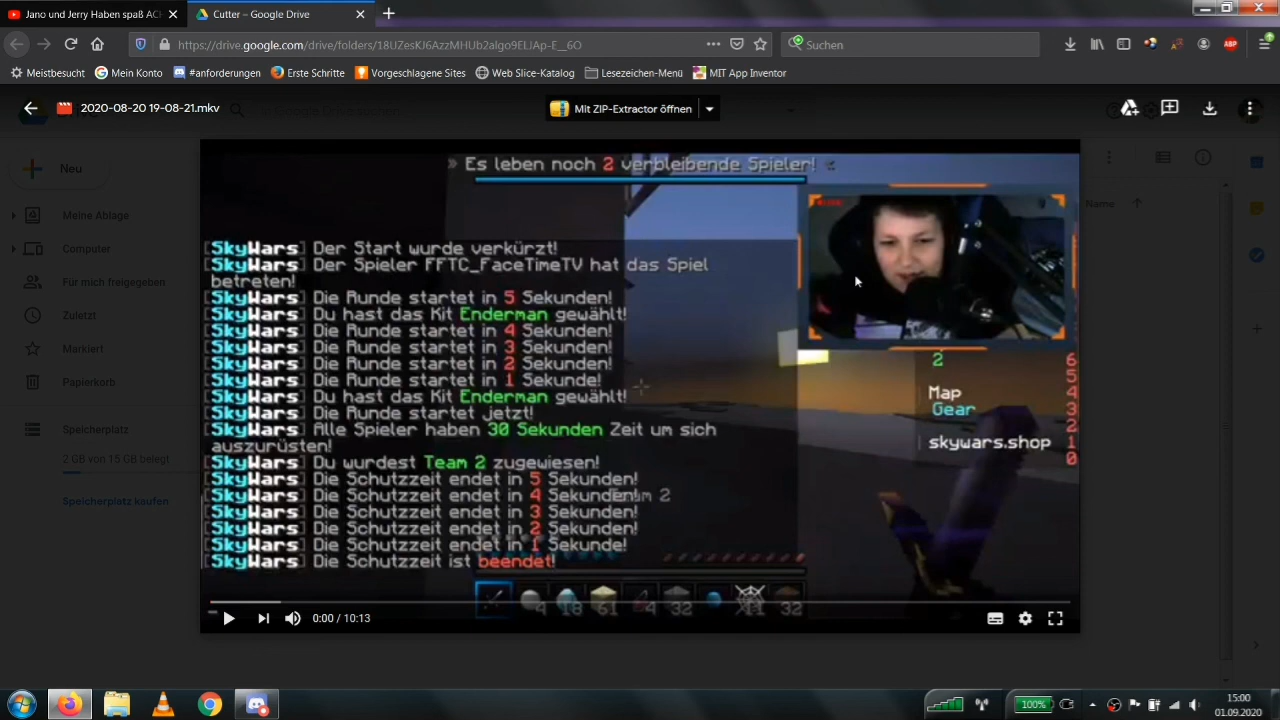 Jano und Jerry Haben spaß ACH
Cutter – Google Drive
https://drive.google.com/drive/folders/18UZesKJ6AzzMHUb2algo9ELJAp-E__6O
Suchen
Meistbesucht
Mein Konto
#anforderungen
Erste Schritte
Vorgeschlagene Sites
Web Slice-Katalog
Lesezeichen-Menü
MIT App Inventor
2020-08-20 19-08-21.mkv
Mit ZIP-Extractor öffnen
Neu
Meine Ablage
Computer
Für mich freigegeben
Zuletzt
Markiert
Papierkorb
Speicherplatz
2 GB von 15 GB belegt
Speicherplatz kaufen
Name
» Es leben noch 2 verbleibende Spieler! «
[SkyWars] Der Start wurde verkürzt!
[SkyWars] Der Spieler FFTC_FaceTimeTV hat das Spiel
betreten!
[SkyWars] Die Runde startet in 5 Sekunden!
[SkyWars] Du hast das Kit Enderman gewählt!
[SkyWars] Die Runde startet in 4 Sekunden!
[SkyWars] Die Runde startet in 3 Sekunden!
[SkyWars] Die Runde startet in 2 Sekunden!
[SkyWars] Die Runde startet in 1 Sekunde!
[SkyWars] Du hast das Kit Enderman gewählt!
[SkyWars] Die Runde startet jetzt!
[SkyWars] Alle Spieler haben 30 Sekunden Zeit um sich
auszurüsten!
[SkyWars] Du wurdest Team 2 zugewiesen!
[SkyWars] Die Schutzzeit endet in 5 Sekunden!
[SkyWars] Die Schutzzeit endet in 4 Sekunden!
[SkyWars] Die Schutzzeit endet in 3 Sekunden!
[SkyWars] Die Schutzzeit endet in 2 Sekunden!
[SkyWars] Die Schutzzeit endet in 1 Sekunde!
[SkyWars] Die Schutzzeit ist beendet!
2 6
5
Map 4
Gear 3
2
skywars.shop 1
0
4 18 61 4 32 11 32
0:00 / 10:13
100%
15:00
01.09.2020